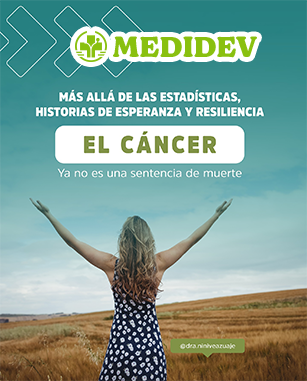 MEDIDEV
MÁS ALLÁ DE LAS ESTADÍSTICAS,
HISTORIAS DE ESPERANZA Y RESILIENCIA
EL CÁNCER
Ya no es una sentencia de muerte
@dra.niniveazuaje